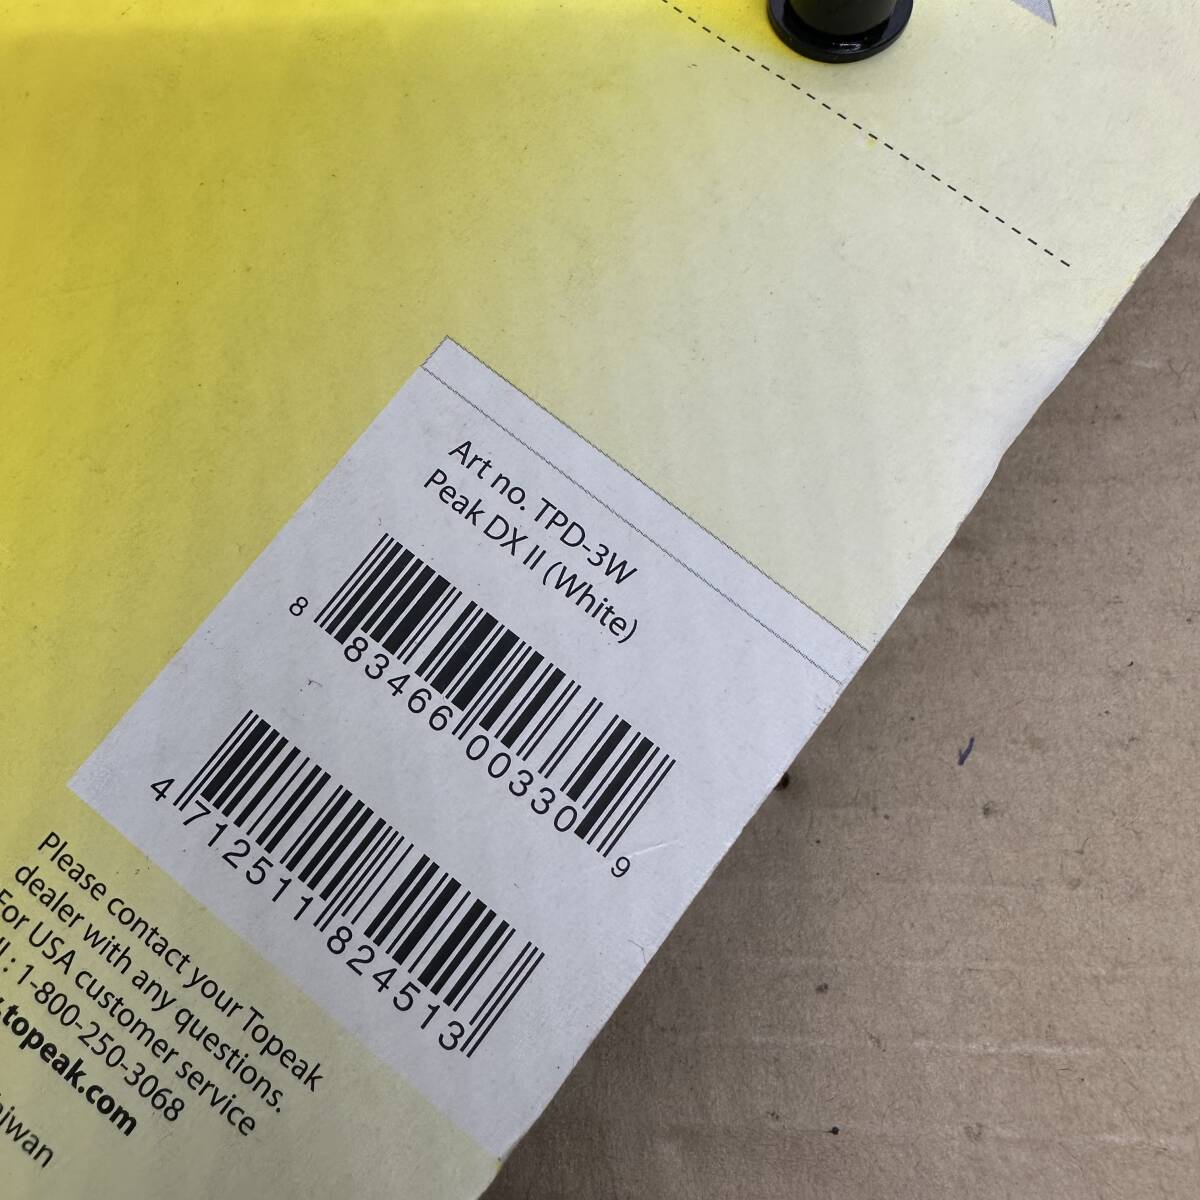 Art no. TPD-3W
Peak DX II (White)
8 83466 00330 9
4 712511 824513
Please contact your Topeak
dealer with any questions.
For USA customer service
: 1-800-250-3068
.topeak.com